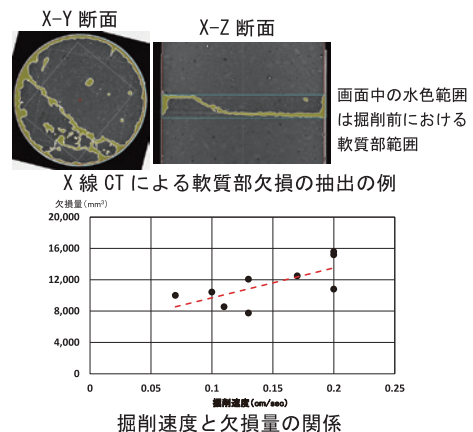 X-Y 断面
X-Z 断面
画面中の水色範囲
は掘削前における
軟質部範囲
X 線 CT による軟質部欠損の抽出の例
欠損量(mm³)
20,000
16,000
12,000
8,000
4,000
0
0 0.05 0.1 0.15 0.2 0.25
掘削速度(cm/sec)
掘削速度と欠損量の関係